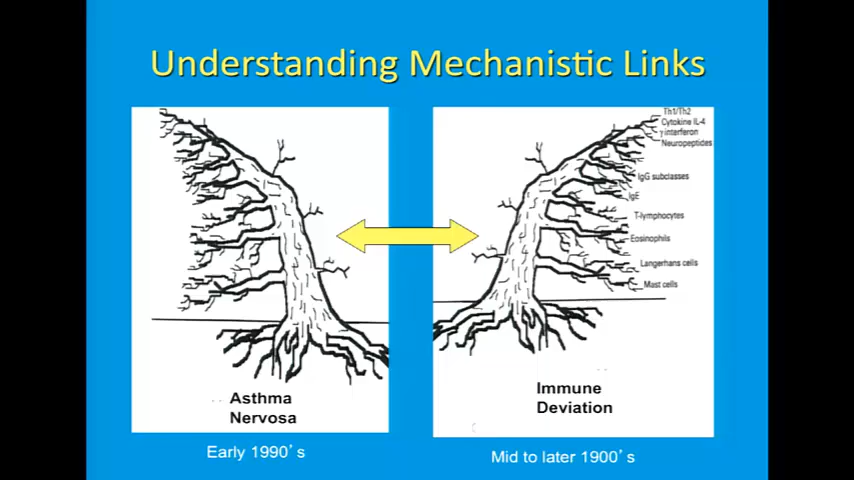 Understanding Mechanistic Links
Th1/Th2
Cytokine IL-4
γ interferon
Neuropeptides
IgG subclasses
IgE
T-lymphocytes
Eosinophils
Langerhans cells
Mast cells
Asthma
Nervosa
Immune
Deviation
Early 1990's
Mid to later 1900's